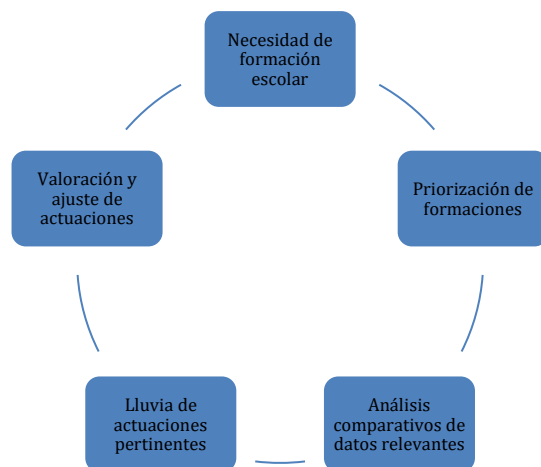 Necesidad de
formación
escolar
Priorización de
formaciones
Análisis
comparativos de
datos relevantes
Lluvia de
actuaciones
pertinentes
Valoración y
ajuste de
actuaciones